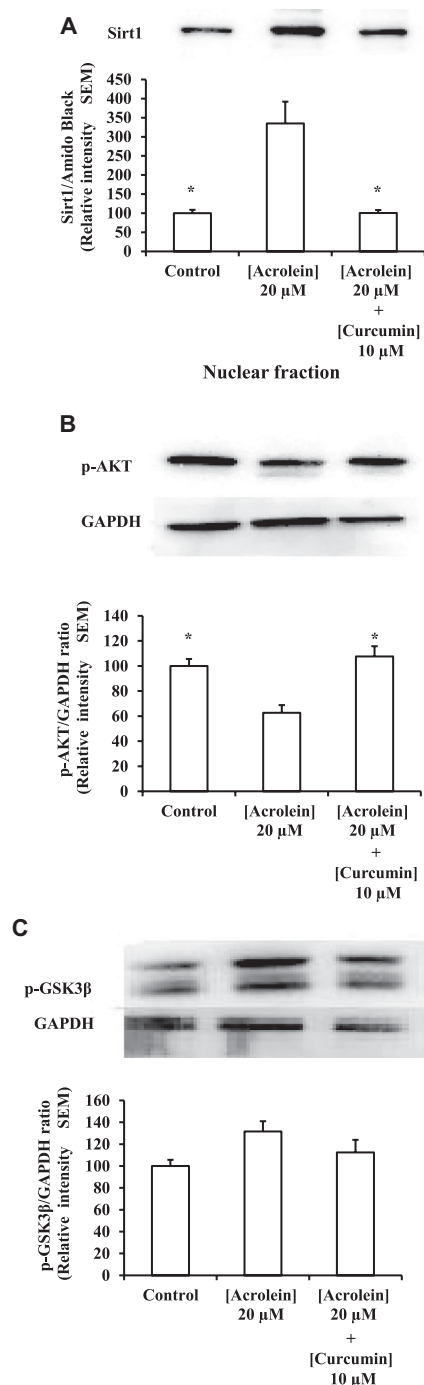 A
Sirt1
Sirt1/Amido Black
(Relative intensity SEM)
450
400
350
300
250
200
150
100
50
0
*
*
Control
[Acrolein]
20 µM
[Acrolein]
20 µM
+
[Curcumin]
10 µM
Nuclear fraction
B
p-AKT
GAPDH
p-AKT/GAPDH ratio
(Relative intensity SEM)
140
120
100
80
60
40
20
0
*
*
Control
[Acrolein]
20 µM
[Acrolein]
20 µM
+
[Curcumin]
10 µM
C
p-GSK3β
GAPDH
p-GSK3β/GAPDH ratio
(Relative intensity SEM)
160
140
120
100
80
60
40
20
0
Control
[Acrolein]
20 µM
[Acrolein]
20 µM
+
[Curcumin]
10 µM